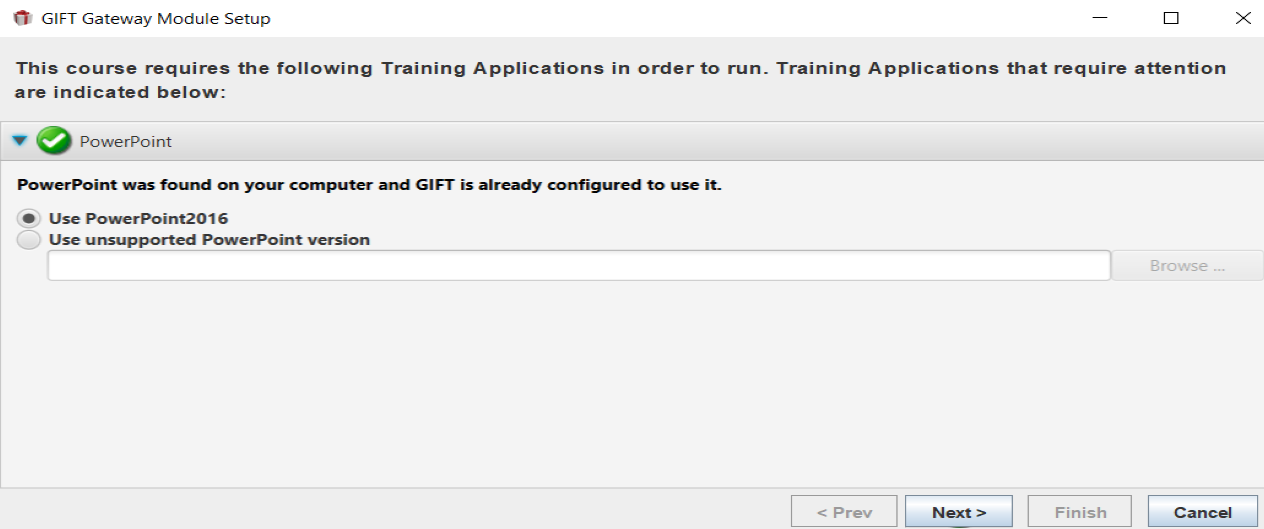 GIFT Gateway Module Setup
This course requires the following Training Applications in order to run. Training Applications that require attention
are indicated below:
PowerPoint
PowerPoint was found on your computer and GIFT is already configured to use it.
Use PowerPoint2016
Use unsupported PowerPoint version
Browse ...
< Prev
Next >
Finish
Cancel